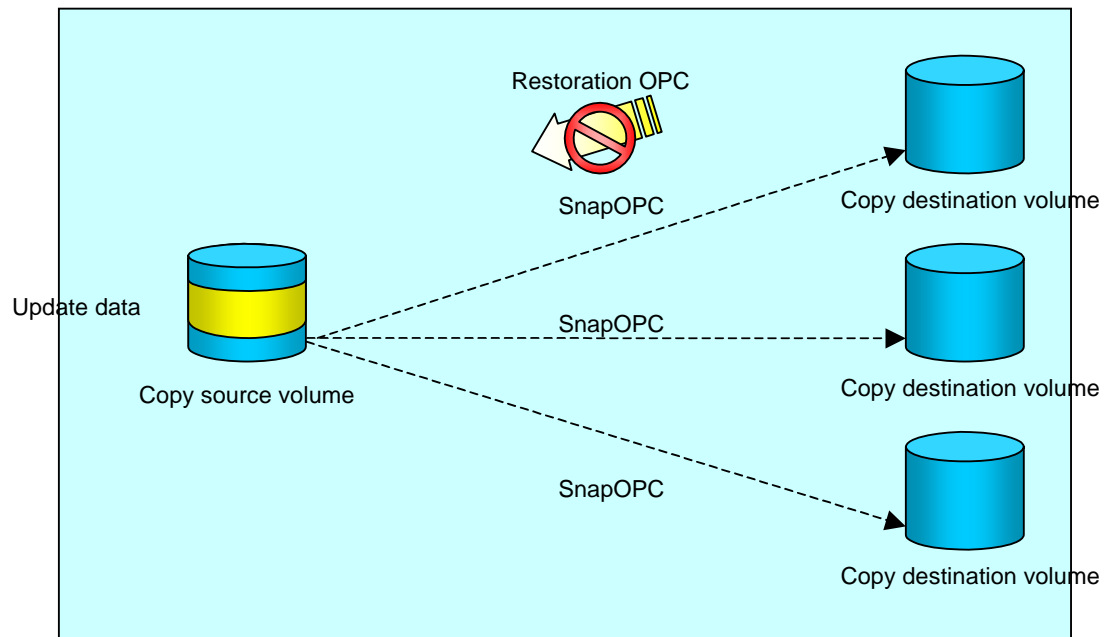 Restoration OPC
SnapOPC
Copy destination volume
Update data
SnapOPC
Copy source volume
Copy destination volume
SnapOPC
Copy destination volume